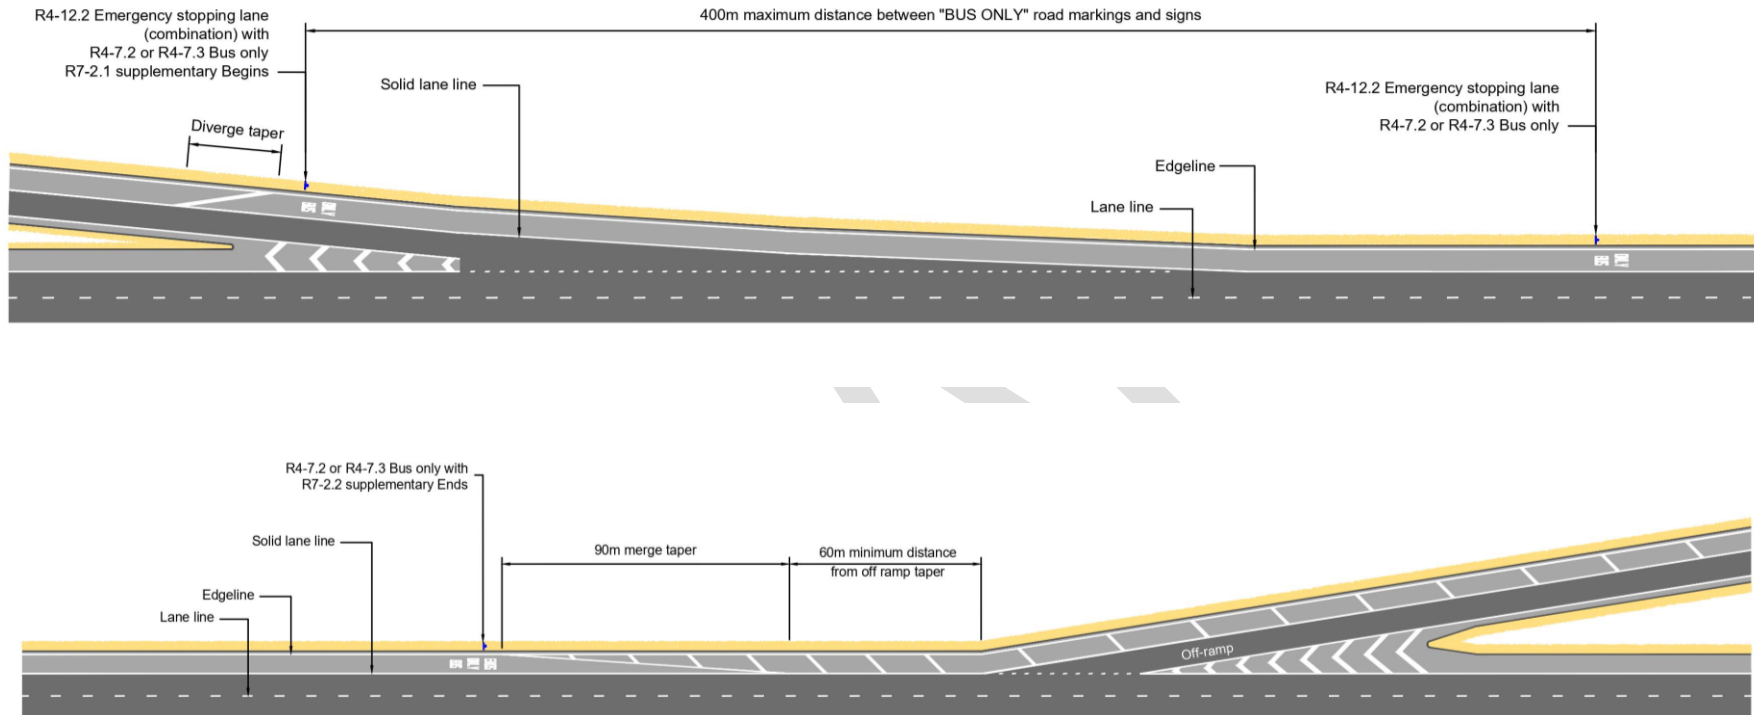 R4-12.2 Emergency stopping lane
(combination) with
R4-7.2 or R4-7.3 Bus only
R7-2.1 supplementary Begins
400m maximum distance between "BUS ONLY" road markings and signs
Solid lane line
R4-12.2 Emergency stopping lane
(combination) with
R4-7.2 or R4-7.3 Bus only
Diverge taper
Edgeline
Lane line
BUS
ONLY
BUS
ONLY
R4-7.2 or R4-7.3 Bus only with
R7-2.2 supplementary Ends
Solid lane line
90m merge taper
60m minimum distance
from off ramp taper
Edgeline
Lane line
Off-ramp